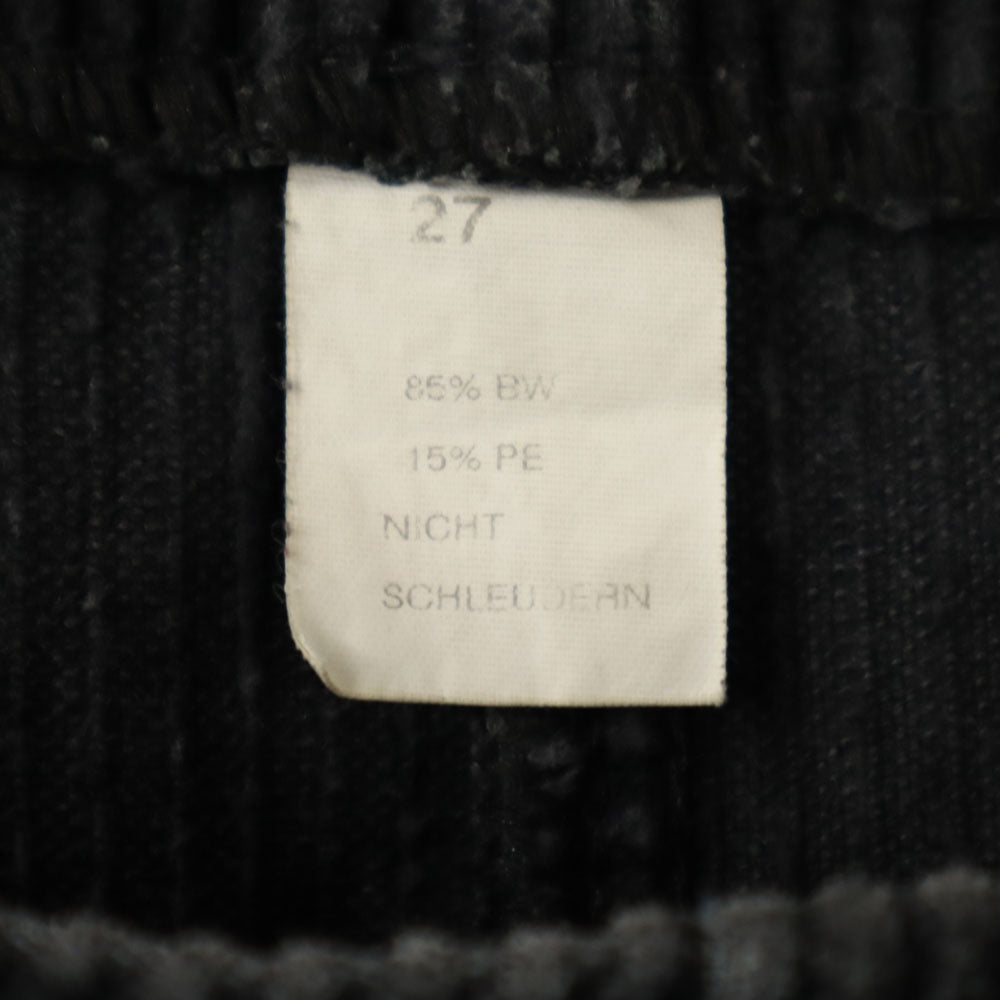 27
85% BW
15% PE
NICHT
SCHLEUDERN